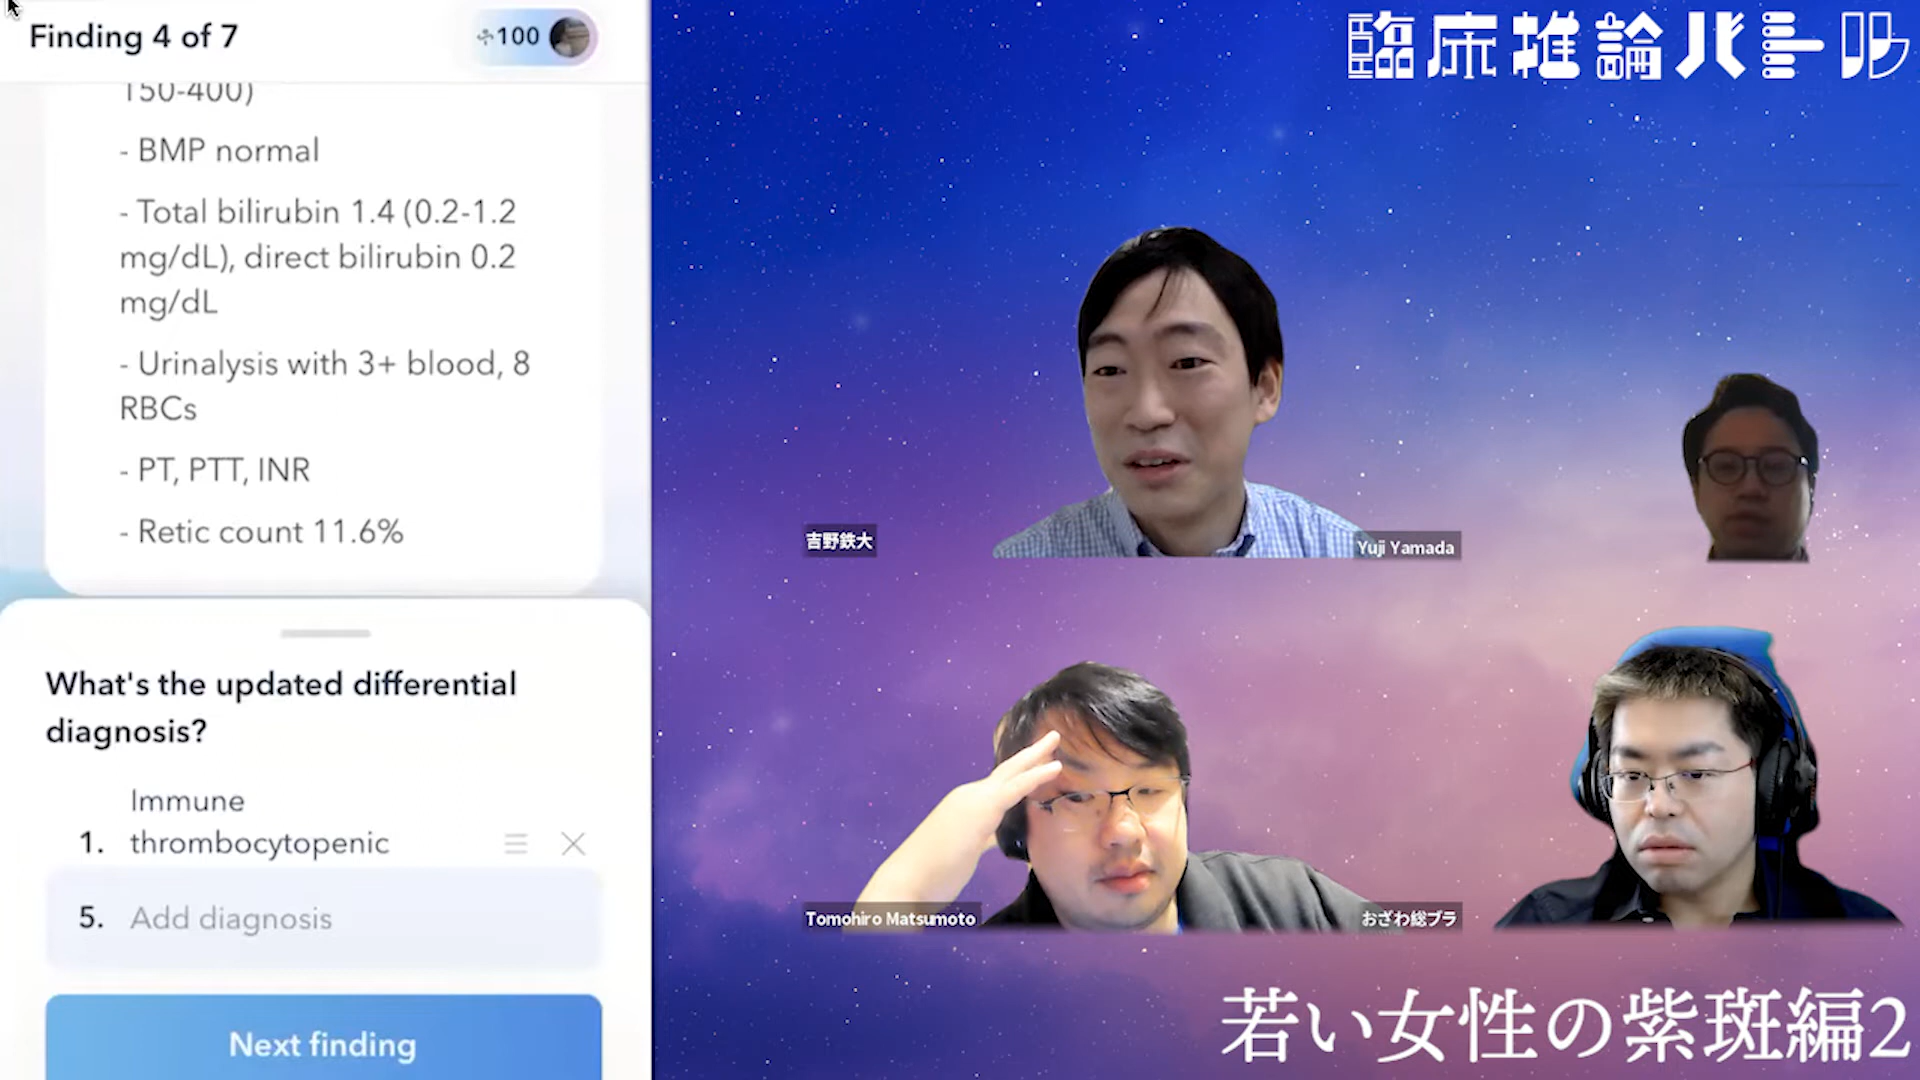 Finding 4 of 7
100
150-400)
- BMP normal
- Total bilirubin 1.4 (0.2-1.2
mg/dL), direct bilirubin 0.2
mg/dL
- Urinalysis with 3+ blood, 8
RBCs
- PT, PTT, INR
- Retic count 11.6%
What's the updated differential
diagnosis?
Immune
1. thrombocytopenic
5. Add diagnosis
Next finding
臨床推論バトル
吉野鉄大
Yuji Yamada
Tomohiro Matsumoto
おざわ総ブラ
若い女性の紫斑編2